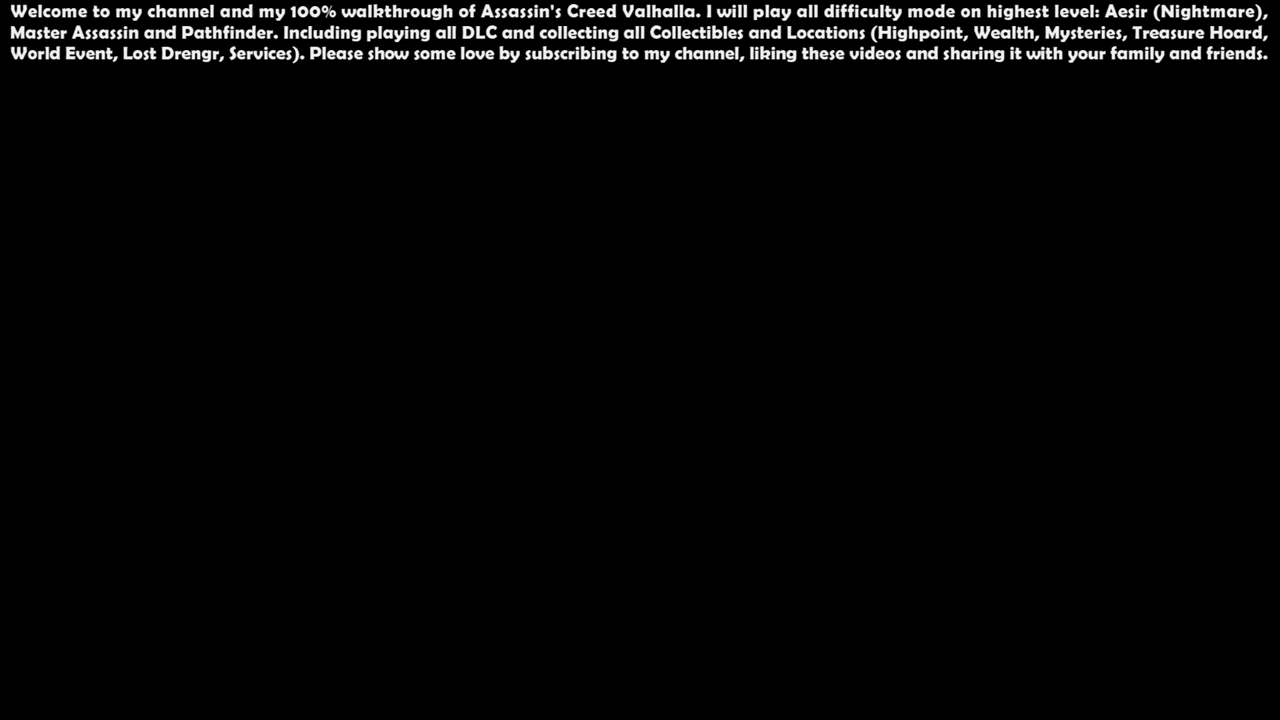 Welcome to my channel and my 100% walkthrough of Assassin's Creed Valhalla. I will play all difficulty mode on highest level: Aesir (Nightmare),
Master Assassin and Pathfinder. Including playing all DLC and collecting all Collectibles and Locations (Highpoint, Wealth, Mysteries, Treasure Hoard,
World Event, Lost Drengr, Services). Please show some love by subscribing to my channel, liking these videos and sharing it with your family and friends.